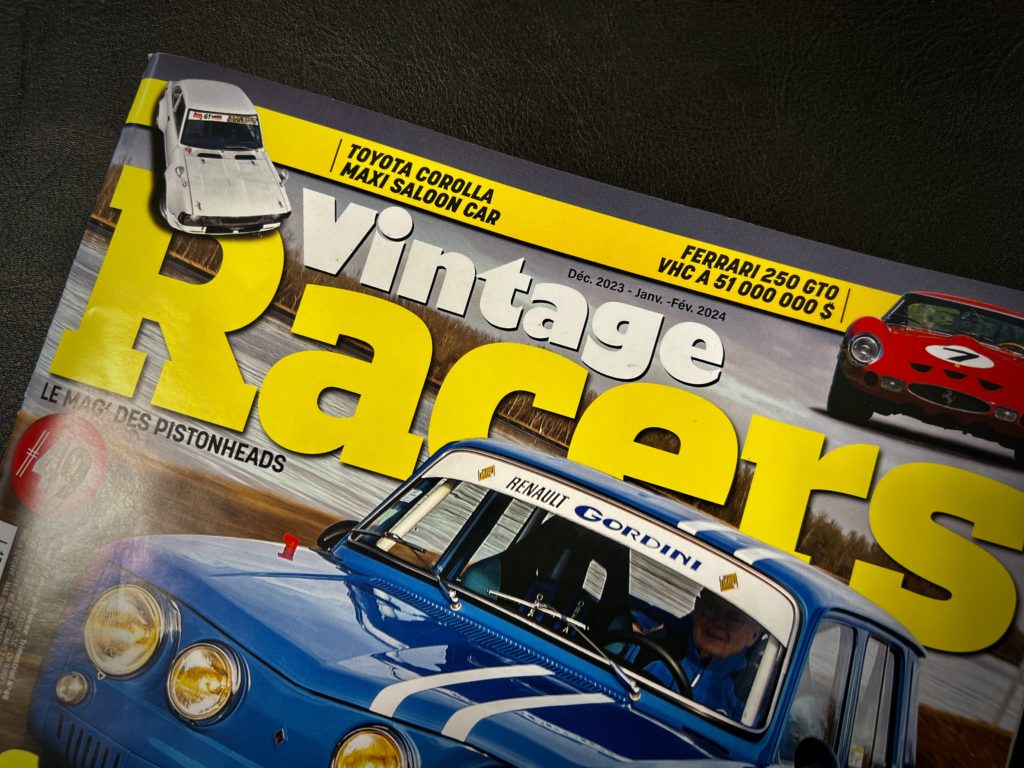 TOYOTA COROLLA
MAXI SALOON CAR
FERRARI 250 GTO
VHC À 51 000 000 $
Déc. 2023 - Janv. -Fév. 2024
Vintage
Racers
LE MAG' DES PISTONHEADS
#49
7
RENAULT GORDINI